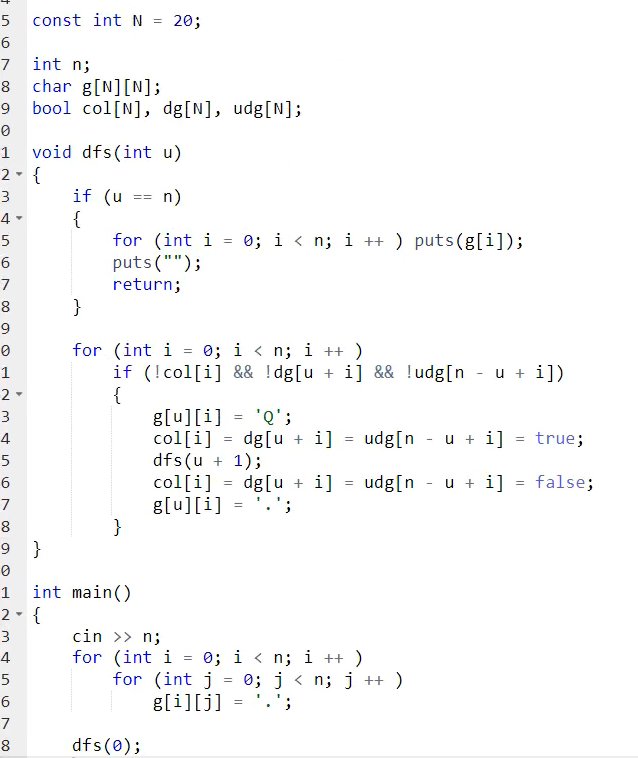 5 const int N = 20;
6
7 int n;
8 char g[N][N];
9 bool col[N], dg[N], udg[N];
0
1 void dfs(int u)
2 {
3 if (u == n)
4 {
5 for (int i = 0; i < n; i ++ ) puts(g[i]);
6 puts("");
7 return;
8 }
9
0 for (int i = 0; i < n; i ++ )
1 if (!col[i] && !dg[u + i] && !udg[n - u + i])
2 {
3 g[u][i] = 'Q';
4 col[i] = dg[u + i] = udg[n - u + i] = true;
5 dfs(u + 1);
6 col[i] = dg[u + i] = udg[n - u + i] = false;
7 g[u][i] = '.';
8 }
9 }
0
1 int main()
2 {
3 cin >> n;
4 for (int i = 0; i < n; i ++ )
5 for (int j = 0; j < n; j ++ )
6 g[i][j] = '.';
7
8 dfs(0);